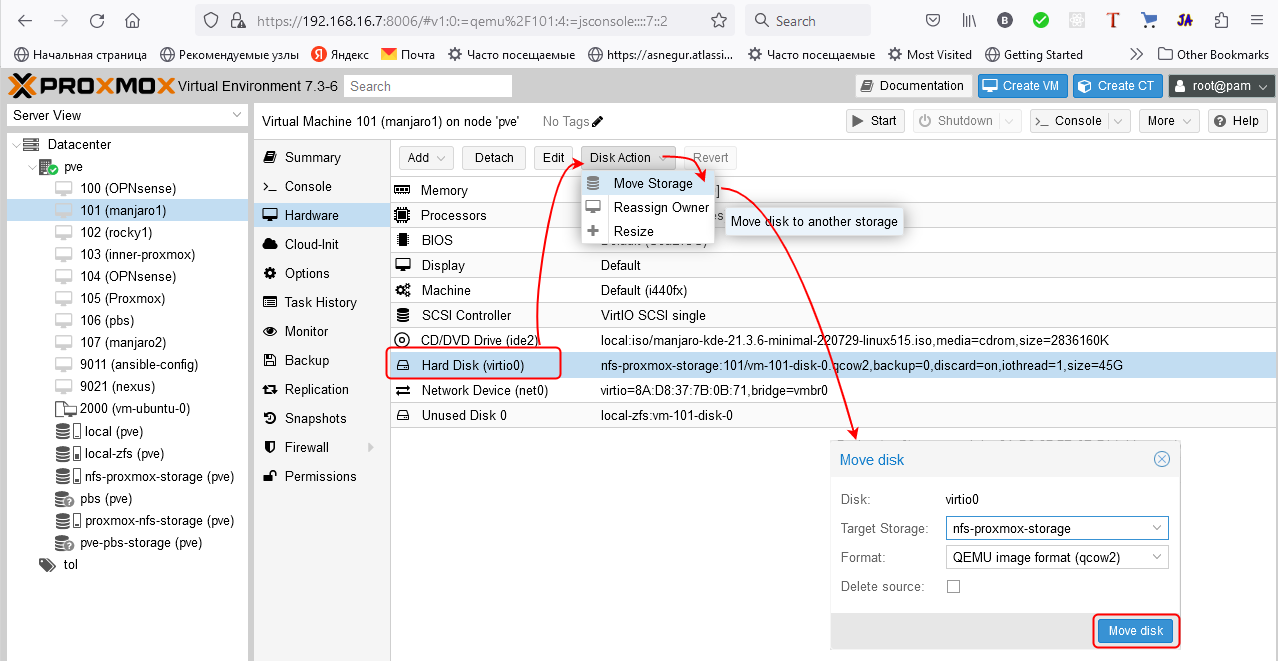 https://192.168.16.7:8006/#v1:0:=qemu%2F101:4:=jsconsole::::7::2
Search
Начальная страница
Рекомендуемые узлы
Яндекс
Почта
Часто посещаемые
https://asnegur.atlassi...
Часто посещаемые
Most Visited
Getting Started
Other Bookmarks
PROXMOX Virtual Environment 7.3-6
Search
Documentation
Create VM
Create CT
root@pam
Server View
Virtual Machine 101 (manjaro1) on node 'pve'
No Tags
Start
Shutdown
Console
More
Help
Datacenter
pve
100 (OPNsense)
101 (manjaro1)
102 (rocky1)
103 (inner-proxmox)
104 (OPNsense)
105 (Proxmox)
106 (pbs)
107 (manjaro2)
9011 (ansible-config)
9021 (nexus)
2000 (vm-ubuntu-0)
local (pve)
local-zfs (pve)
nfs-proxmox-storage (pve)
pbs (pve)
proxmox-nfs-storage (pve)
pve-pbs-storage (pve)
tol
Summary
Console
Hardware
Cloud-Init
Options
Task History
Monitor
Backup
Replication
Snapshots
Firewall
Permissions
Add
Detach
Edit
Disk Action
Revert
Move Storage
Reassign Owner
Resize
Move disk to another storage
Memory
Processors
BIOS
Display Default
Machine Default (i440fx)
SCSI Controller VirtIO SCSI single
CD/DVD Drive (ide2) local:iso/manjaro-kde-21.3.6-minimal-220729-linux515.iso,media=cdrom,size=2836160K
Hard Disk (virtio0) nfs-proxmox-storage:101/vm-101-disk-0.qcow2,backup=0,discard=on,iothread=1,size=45G
Network Device (net0) virtio=8A:D8:37:7B:0B:71,bridge=vmbr0
Unused Disk 0 local-zfs:vm-101-disk-0
Move disk
Disk: virtio0
Target Storage: nfs-proxmox-storage
Format: QEMU image format (qcow2)
Delete source:
Move disk